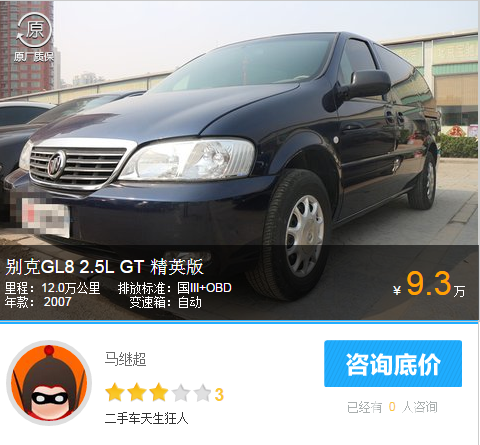 原
原厂质保
别克GL8 2.5L GT 精英版
里程：12.0万公里 排放标准：国III+OBD
年款： 2007 变速箱：自动
¥ 9.3 万
马继超
3
二手车天生狂人
咨询底价
已经有 0 人咨询